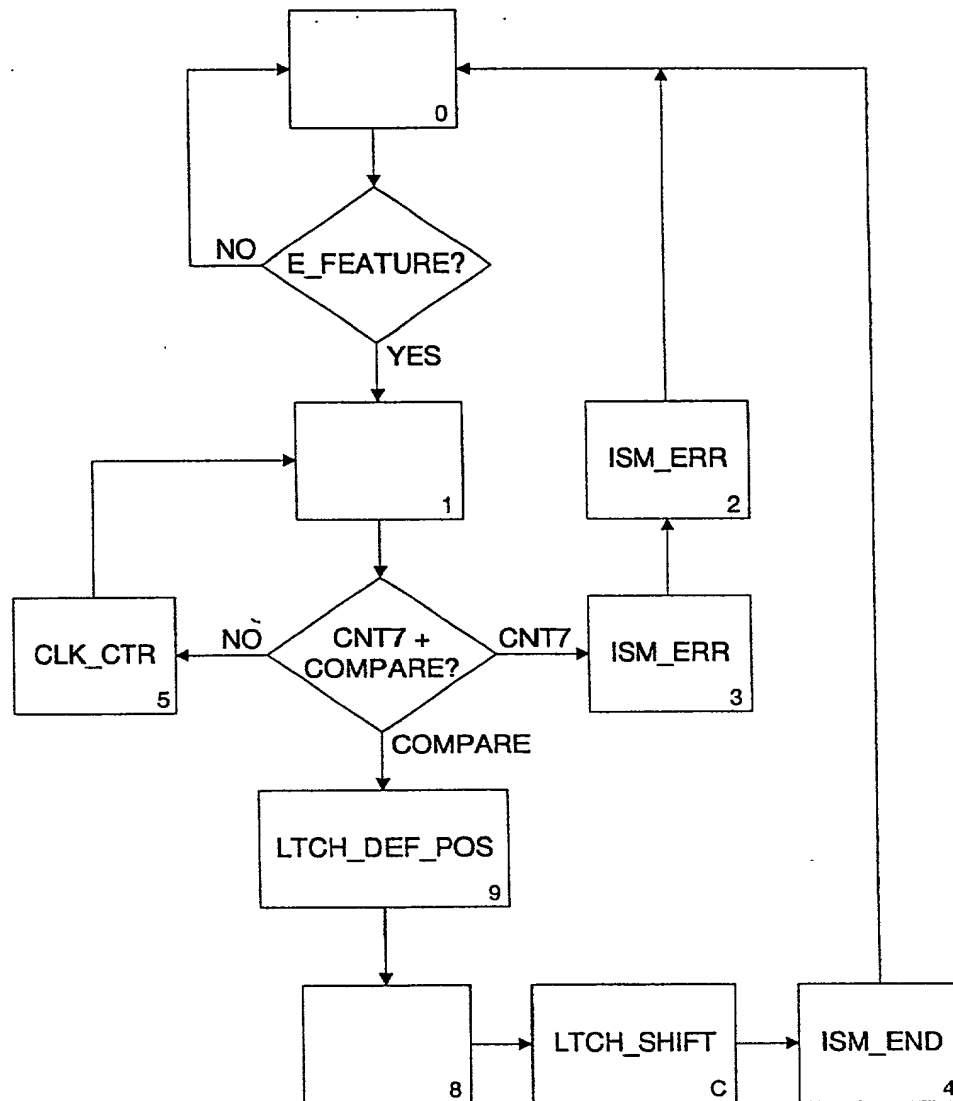 0
NO
E_FEATURE?
YES
1
ISM_ERR
2
CLK_CTR
5
NO
CNT7 +
COMPARE?
CNT7
ISM_ERR
3
COMPARE
LTCH_DEF_POS
9
8
LTCH_SHIFT
C
ISM_END
4